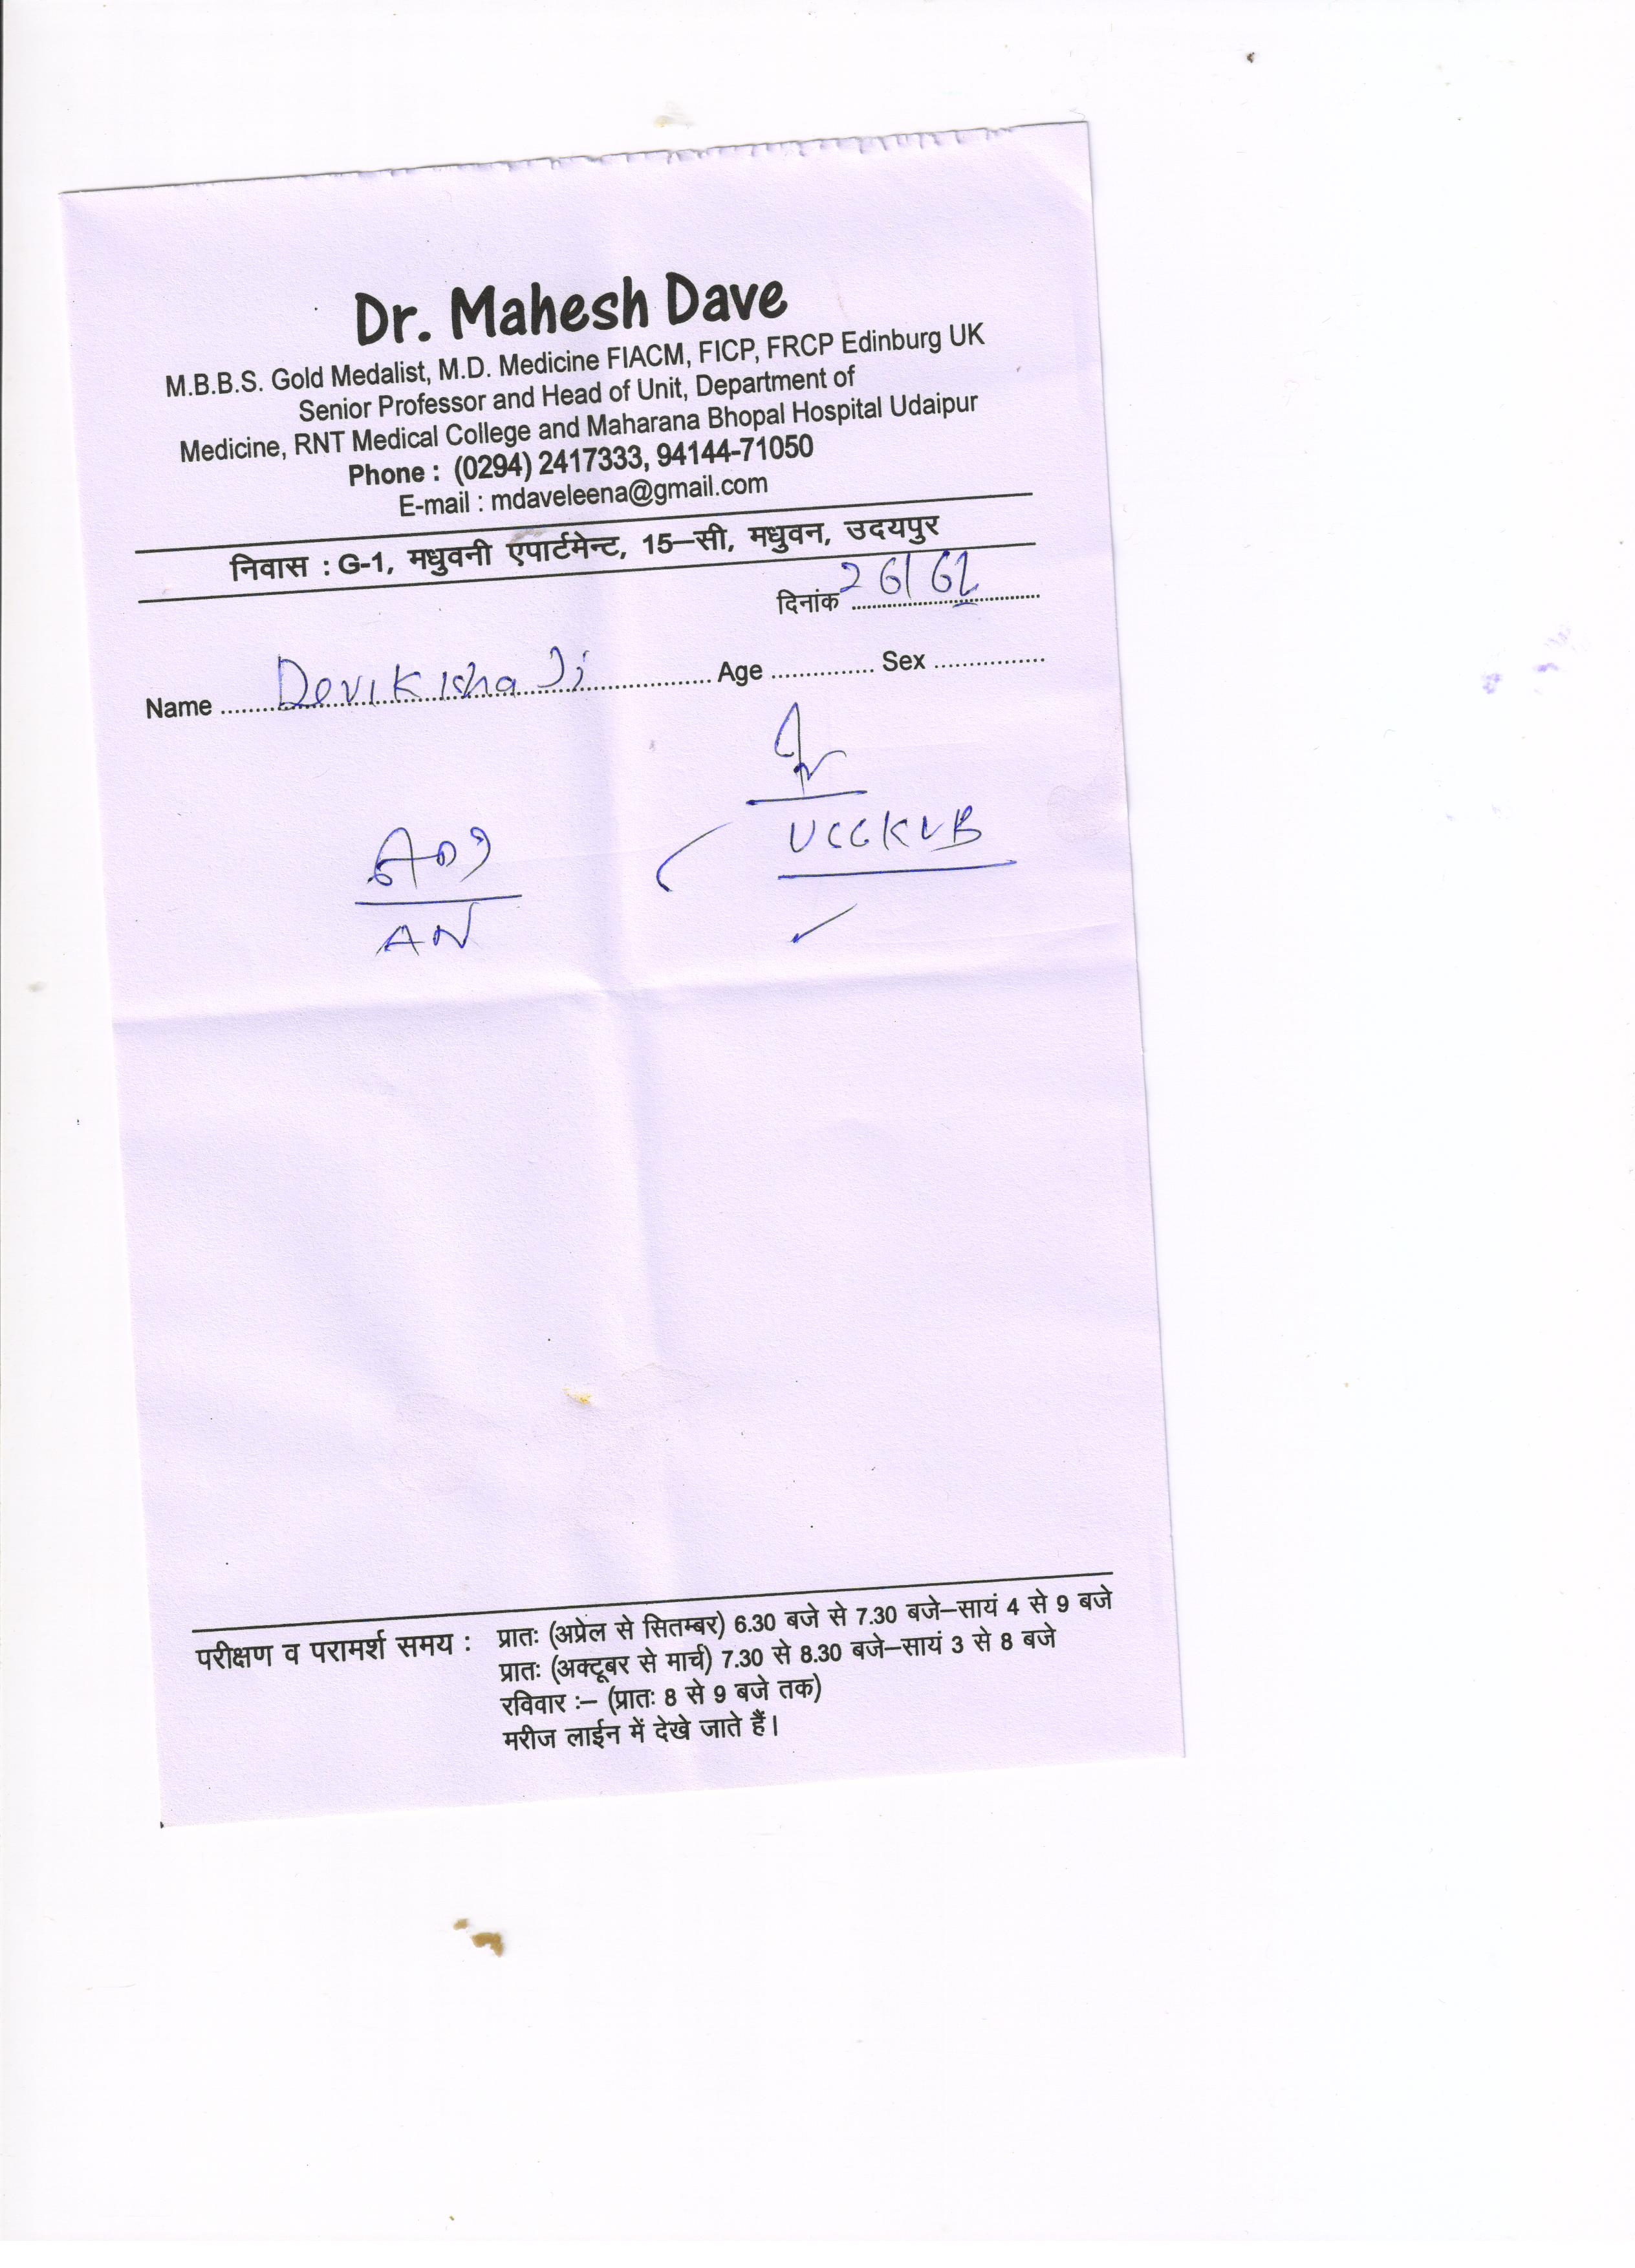 Dr. Mahesh Dave
M.B.B.S. Gold Medalist, M.D. Medicine FIACM, FICP, FRCP Edinburg UK
Senior Professor and Head of Unit, Department of
Medicine, RNT Medical College and Maharana Bhopal Hospital Udaipur
Phone : (0294) 2417333, 94144-71050
E-mail : mdaveleena@gmail.com
निवास : G-1, मधुवनी एपार्टमेन्ट, 15–सी, मधुवन, उदयपुर
दिनांक
Name Age Sex
AN
परीक्षण व परामर्श समय : प्रातः (अप्रेल से सितम्बर) 6.30 बजे से 7.30 बजे–सायं 4 से 9 बजे
प्रातः (अक्टूबर से मार्च) 7.30 से 8.30 बजे–सायं 3 से 8 बजे
रविवार :– (प्रातः 8 से 9 बजे तक)
मरीज लाईन में देखे जाते हैं।